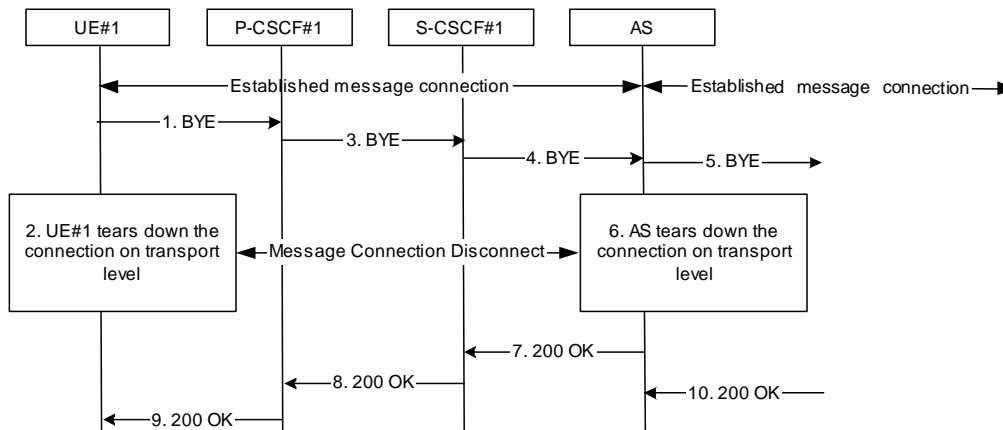 UE#1
P-CSCF#1
S-CSCF#1
AS
Established message connection
Established message connection
1. BYE
3. BYE
4. BYE
5. BYE
2. UE#1 tears down the
connection on transport
level
Message Connection Disconnect
6. AS tears down the
connection on transport
level
7. 200 OK
8. 200 OK
10. 200 OK
9. 200 OK